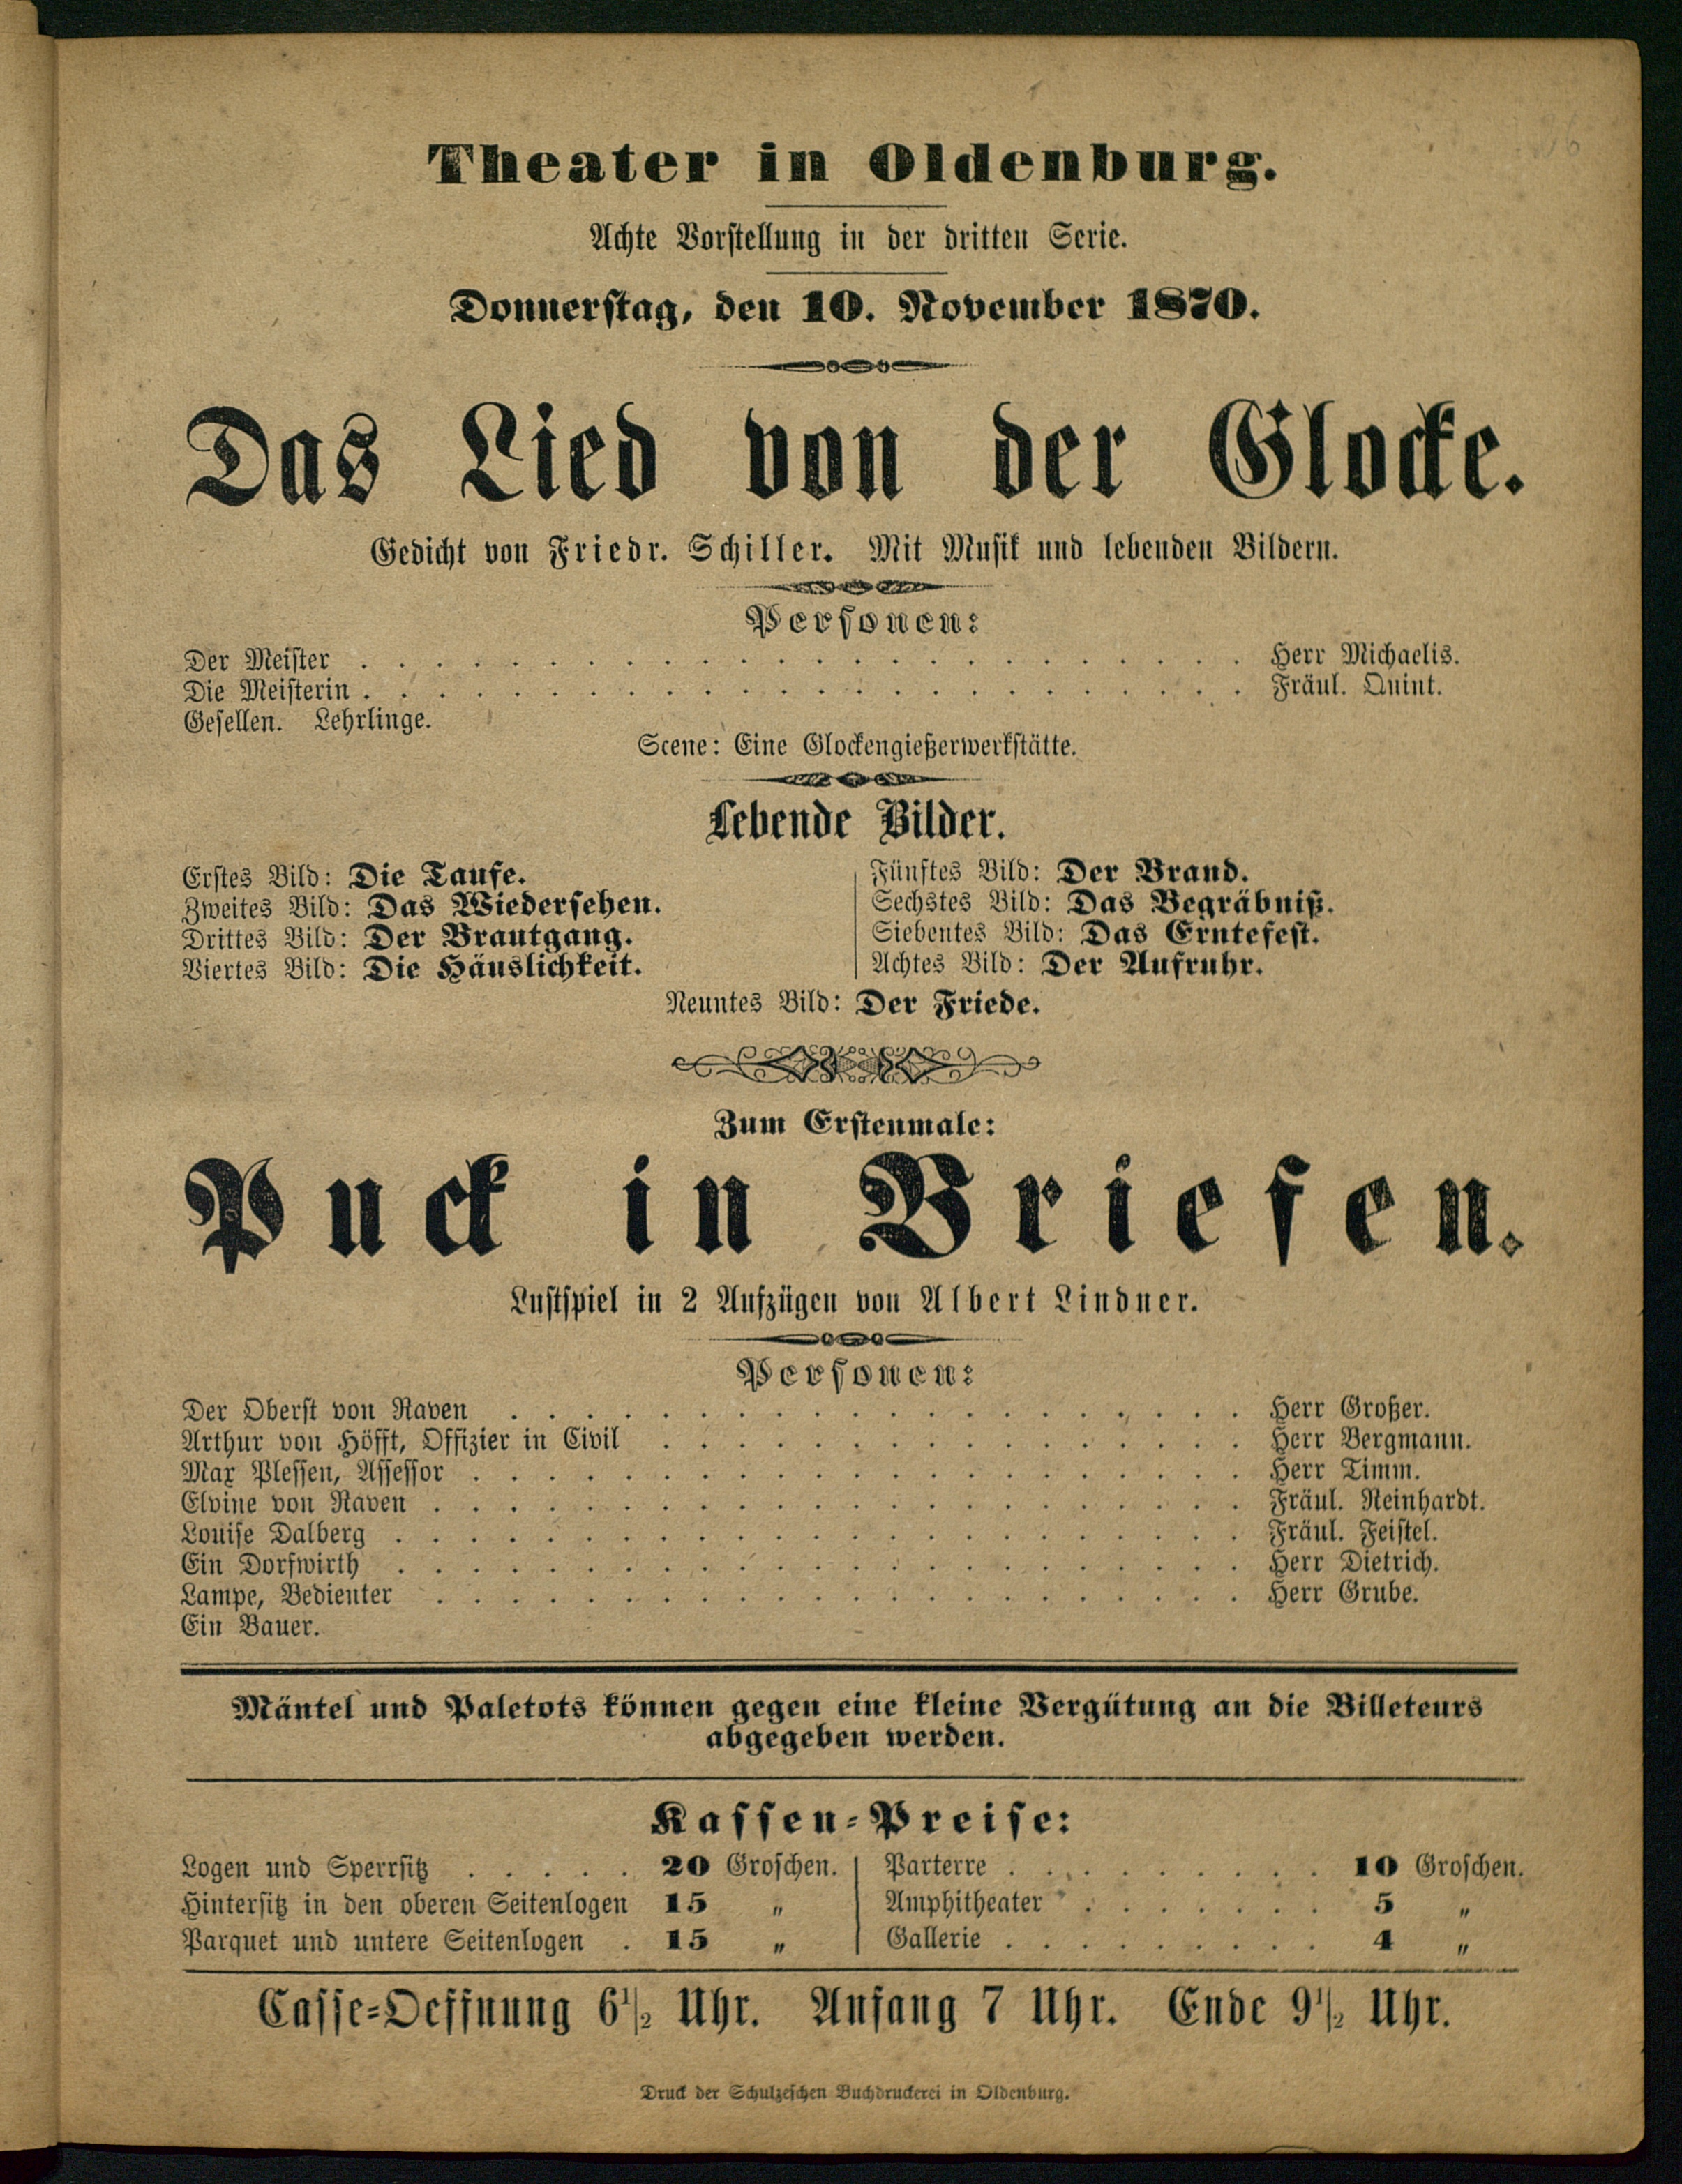 Theater in Oldenburg.
Achte Vorstellung in der dritten Serie.
Donnerstag, den 10. November 1870.
Das Lied von der Glocke.
Gedicht von Friedr. Schiller. Mit Musik und lebenden Bildern.
Personen:
Der Meister . . . . . . . . . . . . . . . . . . . . . . . . Herr Michaelis.
Die Meisterin . . . . . . . . . . . . . . . . . . . . . . . . Fräul. Quint.
Gesellen. Lehrlinge.
Scene: Eine Glockengießerwerkstätte.
Lebende Bilder.
Erstes Bild: Die Taufe.
Zweites Bild: Das Wiedersehen.
Drittes Bild: Der Brautgang.
Viertes Bild: Die Häuslichkeit.
Fünftes Bild: Der Brand.
Sechstes Bild: Das Begräbniß.
Siebentes Bild: Das Erntefest.
Achtes Bild: Der Aufruhr.
Neuntes Bild: Der Friede.
Zum Erstenmale:
Puck in Briefen.
Lustspiel in 2 Aufzügen von Albert Lindner.
Personen:
Der Oberst von Raven . . . . . . . . . . . . . . . . . . . . Herr Großer.
Arthur von Höfft, Offizier in Civil . . . . . . . . . . . . . . . . Herr Bergmann.
Max Plessen, Assessor . . . . . . . . . . . . . . . . . . . . . Herr Timm.
Elvine von Raven . . . . . . . . . . . . . . . . . . . . . . Fräul. Reinhardt.
Louise Dalberg . . . . . . . . . . . . . . . . . . . . . . . Fräul. Feistel.
Ein Dorfwirth . . . . . . . . . . . . . . . . . . . . . . . Herr Dietrich.
Lampe, Bedienter . . . . . . . . . . . . . . . . . . . . . . Herr Grube.
Ein Bauer.
Mäntel und Paletots können gegen eine kleine Vergütung an die Billeteurs
abgegeben werden.
Kassen-Preise:
Logen und Sperrsitz . . . . . 20 Groschen.
Hintersitz in den oberen Seitenlogen 15 „
Parquet und untere Seitenlogen . 15 „
Parterre . . . . . . . . . 10 Groschen.
Amphitheater . . . . . . . 5 „
Gallerie . . . . . . . . . 4 „
Casse-Oeffnung 6½ Uhr. Anfang 7 Uhr. Ende 9½ Uhr.
Druck der Schulzeschen Buchdruckerei in Oldenburg.